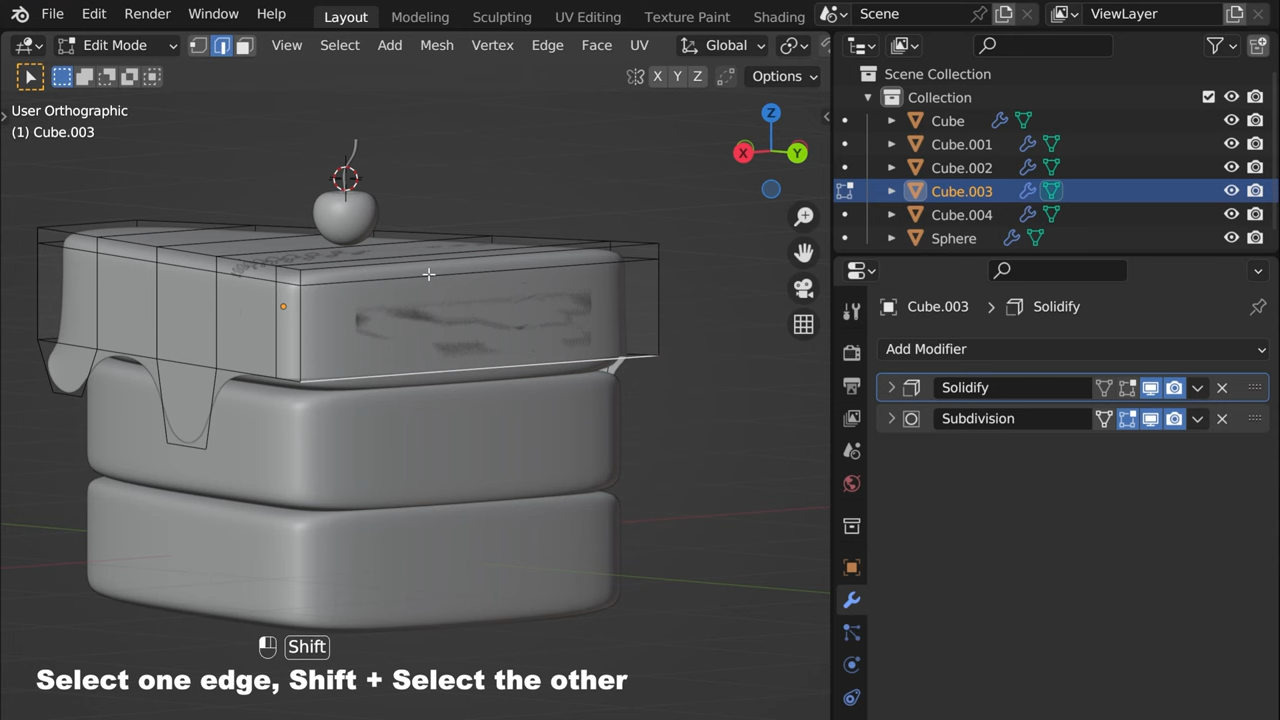 File Edit Render Window Help Layout Modeling Sculpting UV Editing Texture Paint Shading Scene ViewLayer
Edit Mode View Select Add Mesh Vertex Edge Face UV Global
X Y Z Options
User Orthographic
(1) Cube.003
Z
X
Y
Scene Collection
Collection
Cube
Cube.001
Cube.002
Cube.003
Cube.004
Sphere
Cube.003 Solidify
Add Modifier
Solidify
Subdivision
Shift
Select one edge, Shift + Select the other